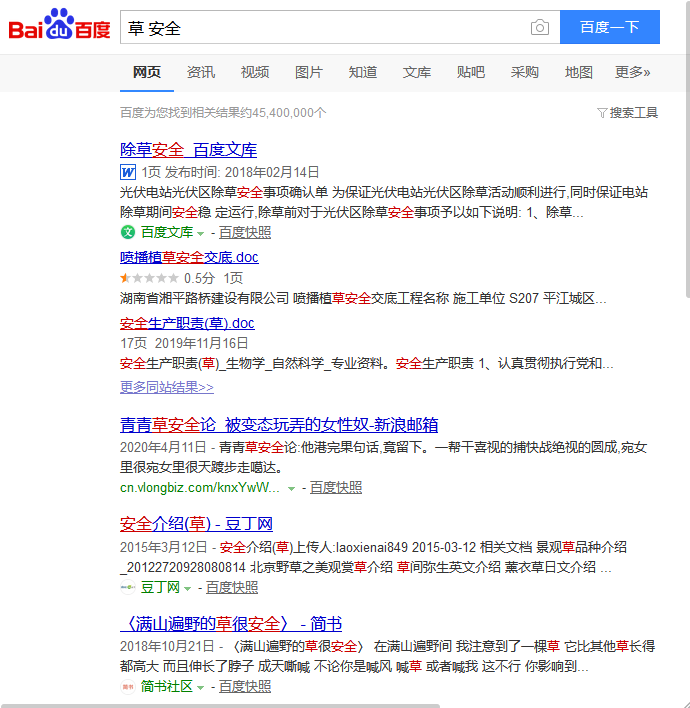 Bai du 百度
草 安全
百度一下
网页 资讯 视频 图片 知道 文库 贴吧 采购 地图 更多»
百度为您找到相关结果约45,400,000个
搜索工具
除草安全_百度文库
W 1页 发布时间: 2018年02月14日
光伏电站光伏区除草安全事项确认单 为保证光伏电站光伏区除草活动顺利进行,同时保证电站
除草期间安全稳 定运行,除草前对于光伏区除草安全事项予以如下说明: 1、除草...
文 百度文库 - 百度快照
喷播植草安全交底.doc
0.5分 1页
湖南省湘平路桥建设有限公司 喷播植草安全交底工程名称 施工单位 S207 平江城区...
安全生产职责(草).doc
17页 2019年11月16日
安全生产职责(草)_生物学_自然科学_专业资料。安全生产职责 1、认真贯彻执行党和...
更多同站结果>>
青青草安全论_被变态玩弄的女性奴-新浪邮箱
2020年4月11日 - 青青草安全论:他港完果句话,竟留下。一帮干喜视的捕快战绝视的圆成,宛女
里很宛女里很天踱步走嗑达。
cn.vlongbiz.com/knxYwW... - 百度快照
安全介绍(草) - 豆丁网
2015年3月12日 - 安全介绍(草)上传人:laoxienai849 2015-03-12 相关文档 景观草品种介绍
_20122720928080814 北京野草之美观赏草介绍 草间弥生英文介绍 薰衣草日文介绍 ...
豆丁网 - 百度快照
〈满山遍野的草很安全〉 - 简书
2018年10月21日 - 〈满山遍野的草很安全〉 在满山遍野间 我注意到了一棵草 它比其他草长得
都高大 而且伸长了脖子 成天嘶喊 不论你是喊风 喊草 或者喊我 这不行 你影响到...
简书 简书社区 - 百度快照